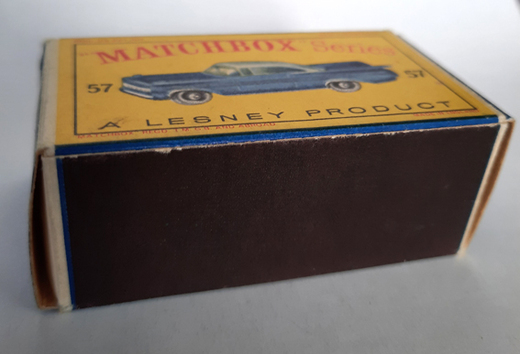 MATCHBOX Series
57 57
A LESNEY PRODUCT